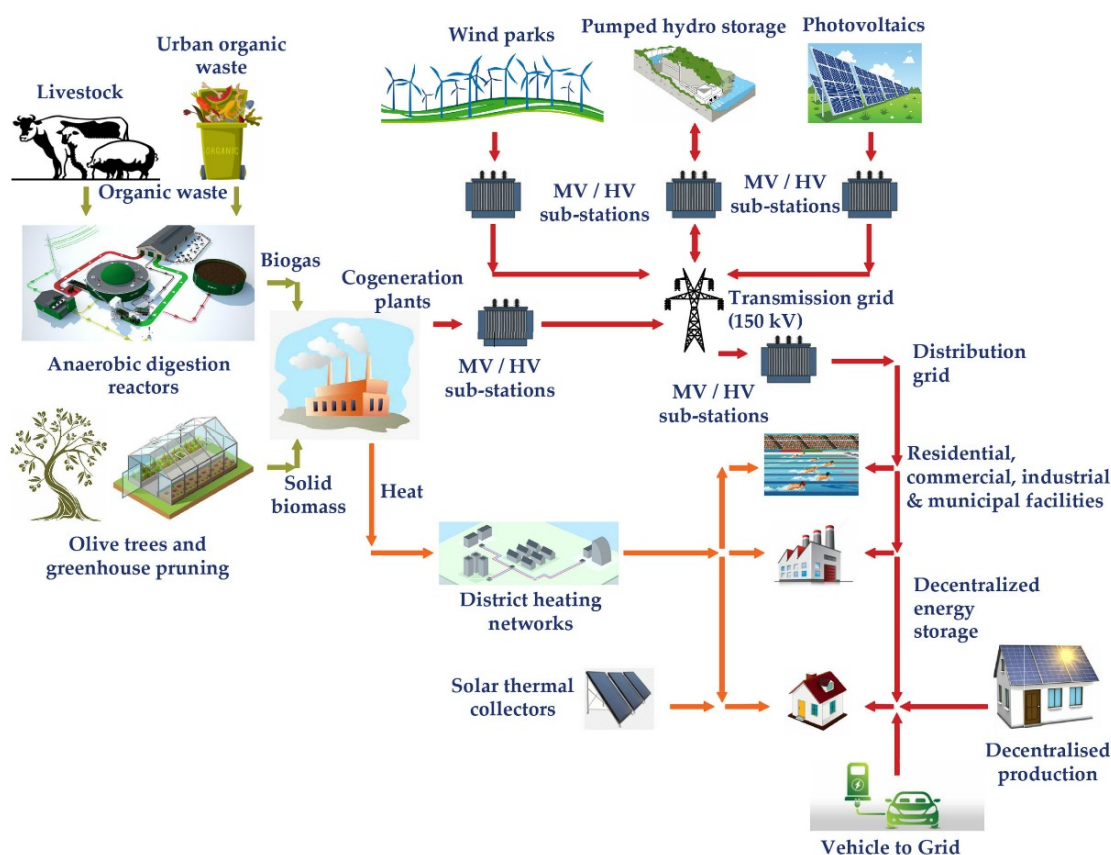 Urban organic
waste
Livestock
ORGANIC
Organic waste
Wind parks
Pumped hydro storage
Photovoltaics
MV / HV
sub-stations
MV / HV
sub-stations
Biogas
Cogeneration
plants
Transmission grid
(150 kV)
Anaerobic digestion
reactors
MV / HV
sub-stations
MV / HV
sub-stations
Distribution
grid
Solid
biomass
Heat
Residential,
commercial, industrial
& municipal facilities
Olive trees and
greenhouse pruning
District heating
networks
Decentralized
energy
storage
Solar thermal
collectors
Decentralised
production
Vehicle to Grid